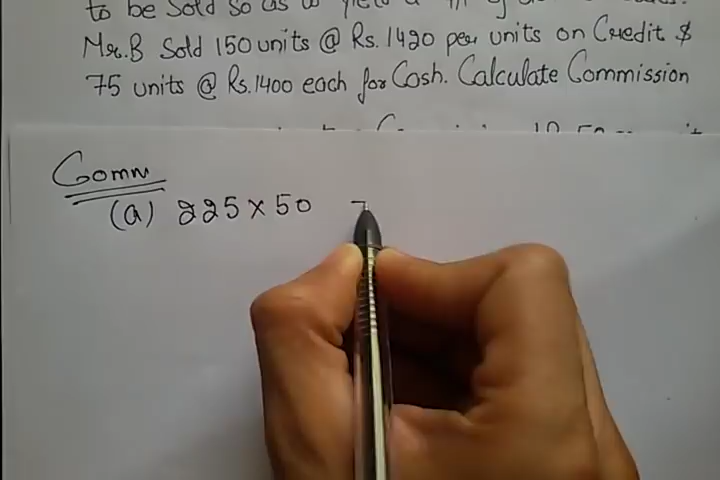 to be sold so as to yield a
Mr.B Sold 150 units @ Rs.1420 per units on Credit &
75 units @ Rs.1400 each for Cash. Calculate Commission
Comm
(a) 225 x 50